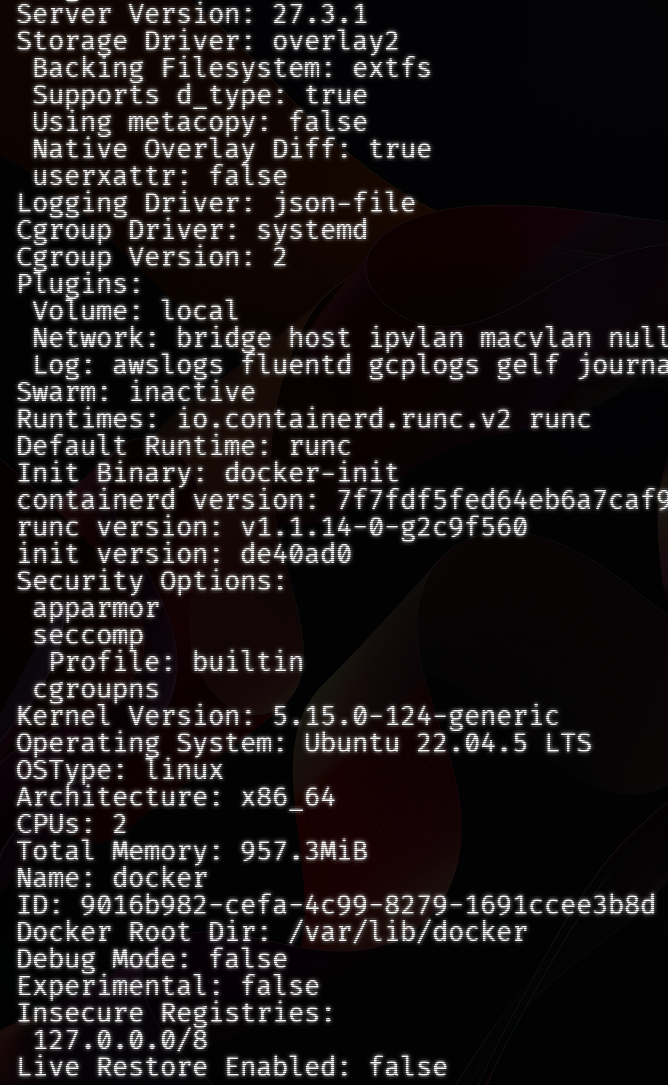 Server Version: 27.3.1
Storage Driver: overlay2
 Backing Filesystem: extfs
 Supports d_type: true
 Using metacopy: false
 Native Overlay Diff: true
 userxattr: false
Logging Driver: json-file
Cgroup Driver: systemd
Cgroup Version: 2
Plugins:
 Volume: local
 Network: bridge host ipvlan macvlan null
 Log: awslogs fluentd gcplogs gelf journa
Swarm: inactive
Runtimes: io.containerd.runc.v2 runc
Default Runtime: runc
Init Binary: docker-init
containerd version: 7f7fdf5fed64eb6a7caf9
runc version: v1.1.14-0-g2c9f560
init version: de40ad0
Security Options:
 apparmor
 seccomp
  Profile: builtin
 cgroupns
Kernel Version: 5.15.0-124-generic
Operating System: Ubuntu 22.04.5 LTS
OSType: linux
Architecture: x86_64
CPUs: 2
Total Memory: 957.3MiB
Name: docker
ID: 9016b982-cefa-4c99-8279-1691ccee3b8d
Docker Root Dir: /var/lib/docker
Debug Mode: false
Experimental: false
Insecure Registries:
 127.0.0.0/8
Live Restore Enabled: false